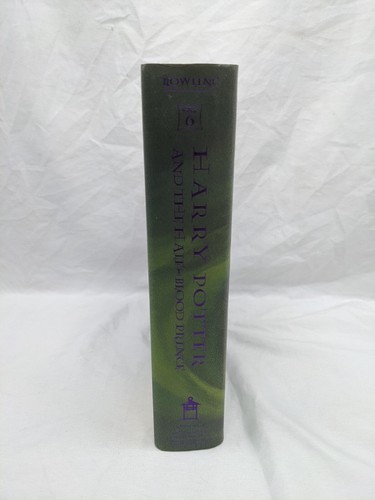 ROWLING
6
HARRY POTTER
AND THE HALF-BLOOD PRINCE